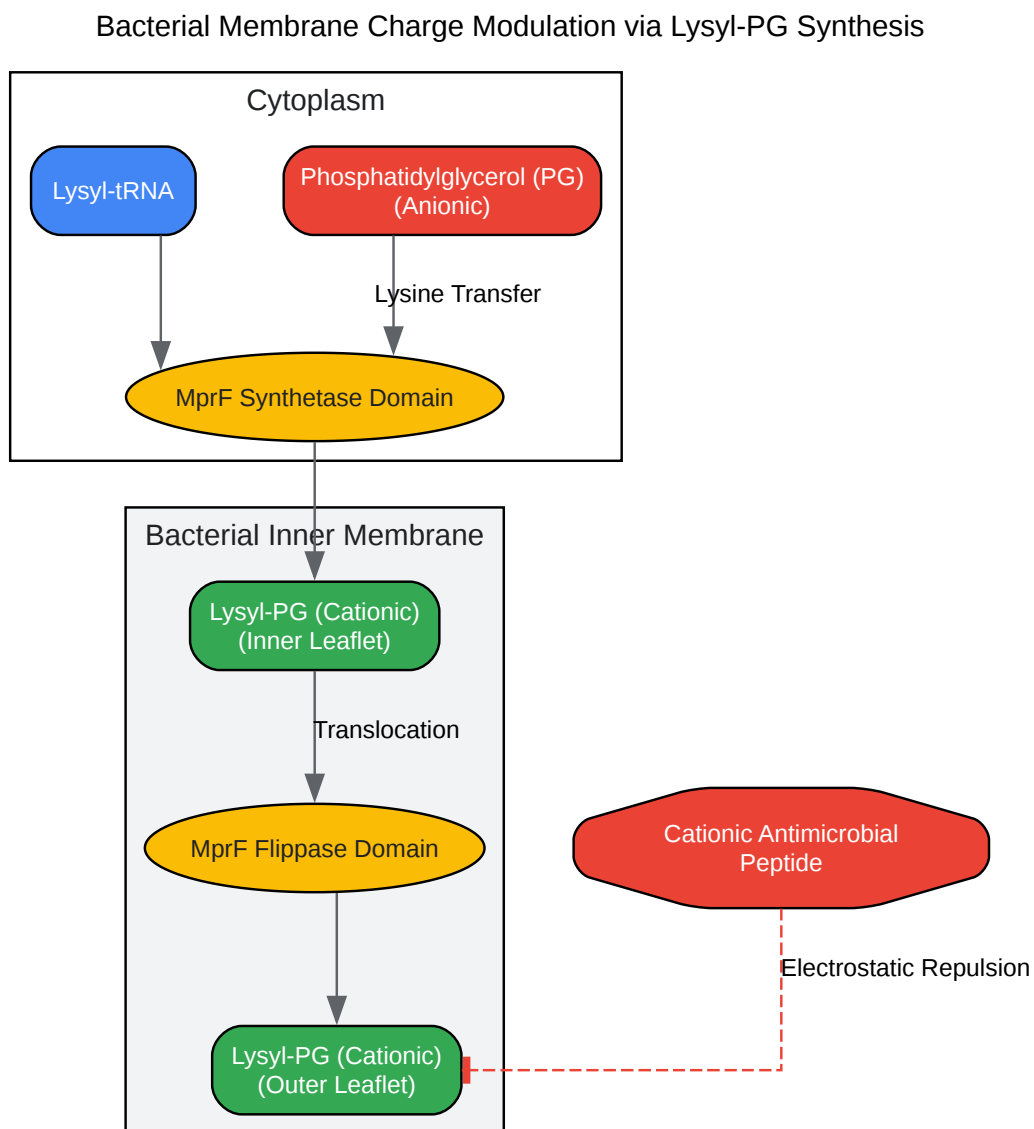 Bacterial Membrane Charge Modulation via Lysyl-PG Synthesis
Cytoplasm
Lysyl-tRNA
Phosphatidylglycerol (PG)
(Anionic)
Lysine Transfer
MprF Synthetase Domain
Bacterial Inner Membrane
Lysyl-PG (Cationic)
(Inner Leaflet)
Translocation
MprF Flippase Domain
Cationic Antimicrobial
Peptide
Electrostatic Repulsion
Lysyl-PG (Cationic)
(Outer Leaflet)